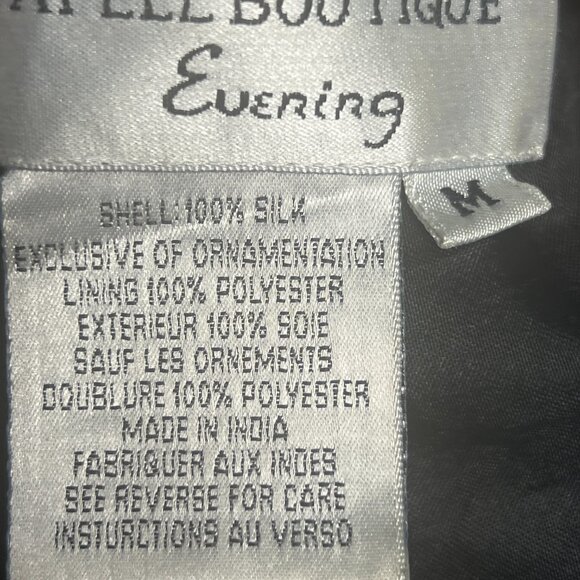 BOUTIQUE
Evening
M
SHELL:100% SILK
EXCLUSIVE OF ORNAMENTATION
LINING 100% POLYESTER
EXTERIEUR 100% SOIE
SAUF LES ORNEMENTS
DOUBLURE 100% POLYESTER
MADE IN INDIA
FABRIQUER AUX INDES
SEE REVERSE FOR CARE
INSTURCTIONS AU VERSO